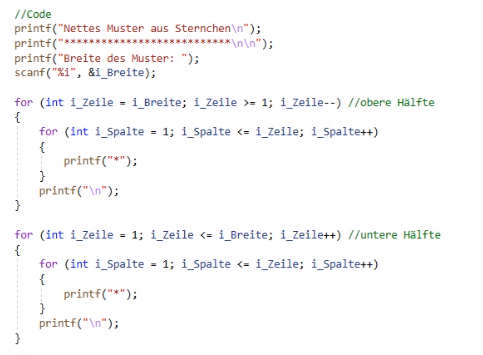 //Code
printf("Nettes Muster aus Sternchen\n");
printf("***************************\n\n");
printf("Breite des Muster: ");
scanf("%i", &i_Breite);
for (int i_Zeile = i_Breite; i_Zeile >= 1; i_Zeile--) //obere Hälfte
{
for (int i_Spalte = 1; i_Spalte <= i_Zeile; i_Spalte++)
{
printf("*");
}
printf("\n");
}
for (int i_Zeile = 1; i_Zeile <= i_Breite; i_Zeile++) //untere Hälfte
{
for (int i_Spalte = 1; i_Spalte <= i_Zeile; i_Spalte++)
{
printf("*");
}
printf("\n");
}